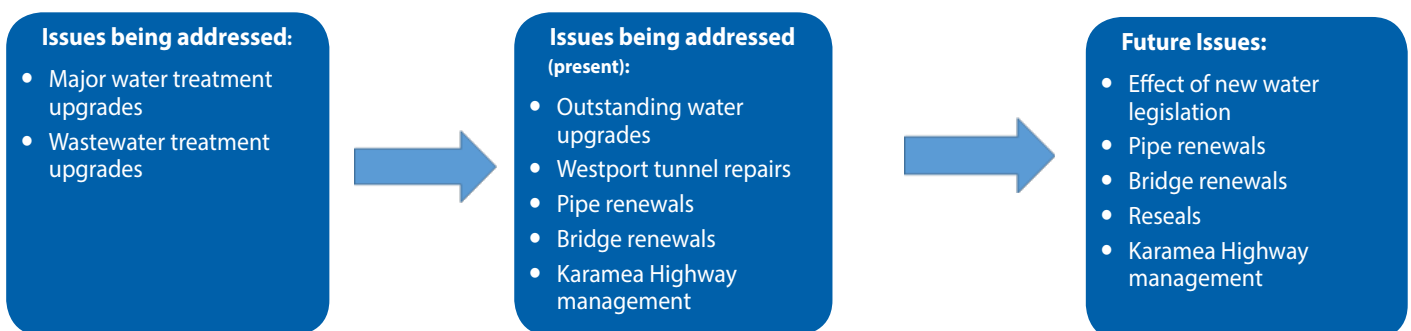 Issues being addressed:
• Major water treatment
upgrades
• Wastewater treatment
upgrades
Issues being addressed
(present):
• Outstanding water
upgrades
• Westport tunnel repairs
• Pipe renewals
• Bridge renewals
• Karamea Highway
management
Future Issues:
• Effect of new water
legislation
• Pipe renewals
• Bridge renewals
• Reseals
• Karamea Highway
management